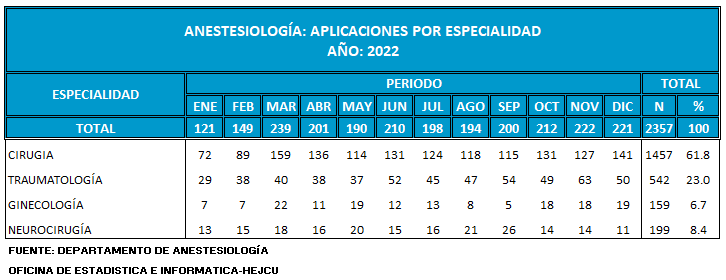 ANESTESIOLOGÍA: APLICACIONES POR ESPECIALIDAD
AÑO: 2022
ESPECIALIDAD PERIODO TOTAL
ENE FEB MAR ABR MAY JUN JUL AGO SEP OCT NOV DIC N %
TOTAL 121 149 239 201 190 210 198 194 200 212 222 221 2357 100
CIRUGIA 72 89 159 136 114 131 124 118 115 131 127 141 1457 61.8
TRAUMATOLOGÍA 29 38 40 38 37 52 45 47 54 49 63 50 542 23.0
GINECOLOGÍA 7 7 22 11 19 12 13 8 5 18 18 19 159 6.7
NEUROCIRUGÍA 13 15 18 16 20 15 16 21 26 14 14 11 199 8.4
FUENTE: DEPARTAMENTO DE ANESTESIOLOGÍA
OFICINA DE ESTADISTICA E INFORMATICA-HEJCU